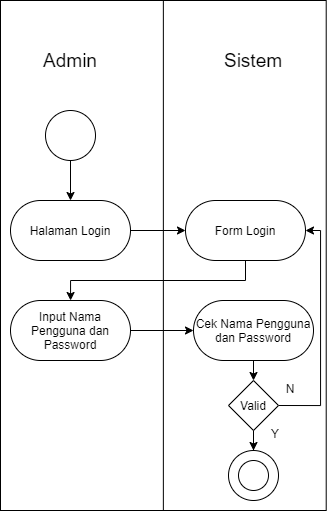 Admin
Sistem
Halaman Login
Form Login
Input Nama
Pengguna dan
Password
Cek Nama Pengguna
dan Password
Valid
N
Y